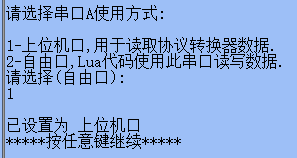 请选择串口A使用方式:
1-上位机口,用于读取协议转换器数据.
2-自由口,Lua代码使用此串口读写数据.
请选择(自由口):
1
已设置为 上位机口
*****按任意键继续*****